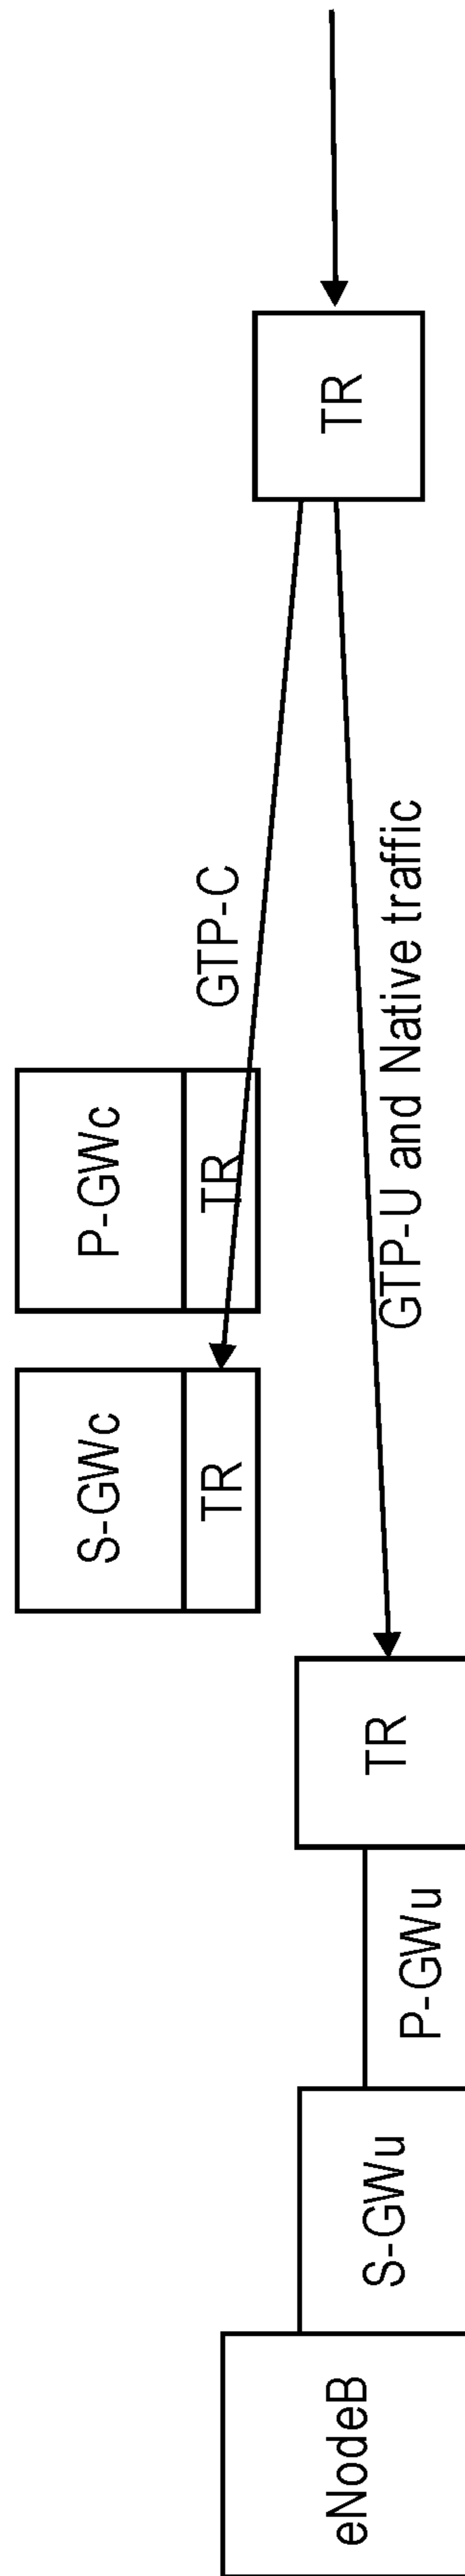 P-GWc
TR
S-GWc
TR
GTP-C
TR
GTP-U and Native traffic
TR
P-GWu
S-GWu
eNodeB